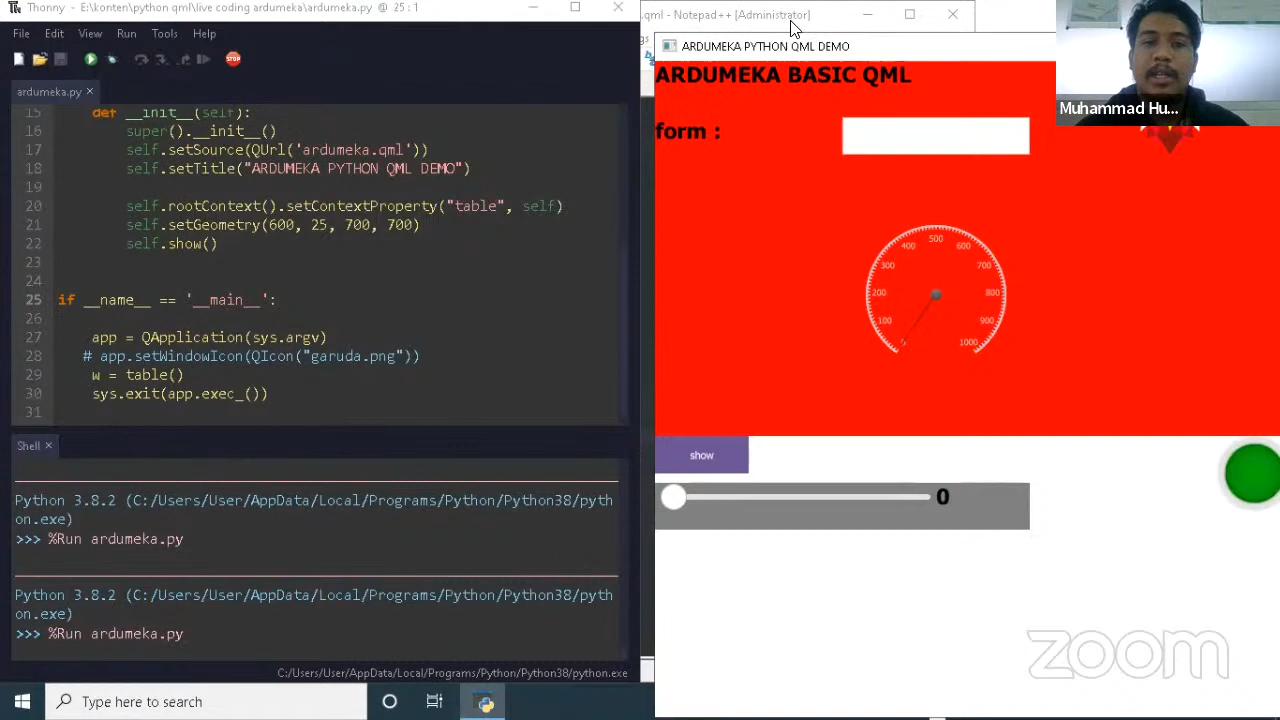 Thonny - E:\konten\python qml\live coding ardumeka\ardumeka.py @ 25 : 1
File Edit View Run Tools Help
STOP
ardumeka.py
15 def __init__(self):
16 super().__init__()
17 self.setSource(QUrl('ardumeka.qml'))
18 self.setTitle("ARDUMEKA PYTHON QML DEMO")
19
20 self.rootContext().setContextProperty("table", self)
21 self.setGeometry(600, 25, 700, 700)
22 self.show()
23
24
25 if __name__ == '__main__':
26
27 app = QApplication(sys.argv)
28 # app.setWindowIcon(QIcon("garuda.png"))
29 w = table()
30 sys.exit(app.exec_())
31
Shell
Python 3.8.2 (C:/Users/User/AppData/Local/Programs/Python/Python38/pyth
on.exe)
>>> %Run ardumeka.py
Python 3.8.2 (C:/Users/User/AppData/Local/Programs/Python/Python38/pyth
on.exe)
>>> %Run ardumeka.py
C:/Users/User/AppData/Local/Programs/Python/Python38/python.exe
Type here to search
.qml - Notepad++ [Administrator]
gs
ARDUMEKA PYTHON QML DEMO
ARDUMEKA BASIC QML
form :
500
400 600
300 700
200 800
100 900
0 1000
show
0
Muhammad Hu...
zoom